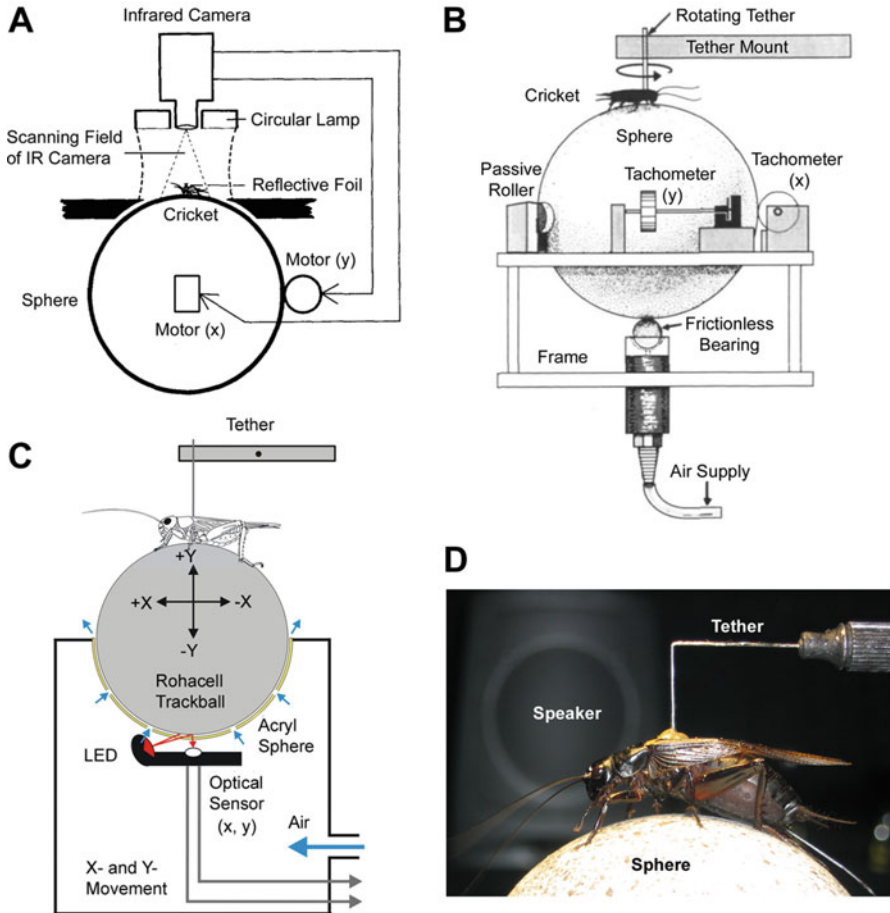 A
Infrared Camera
Circular Lamp
Scanning Field
of IR Camera
Reflective Foil
Cricket
Motor (y)
Sphere
Motor (x)
B
Rotating Tether
Tether Mount
Cricket
Sphere
Passive
Roller
Tachometer
(y)
Tachometer
(x)
Frictionless
Bearing
Frame
Air Supply
C
Tether
+Y
+X
-X
-Y
Rohacell
Trackball
Acryl
Sphere
LED
Optical
Sensor
(x, y)
Air
X- and Y-
Movement
D
Tether
Speaker
Sphere